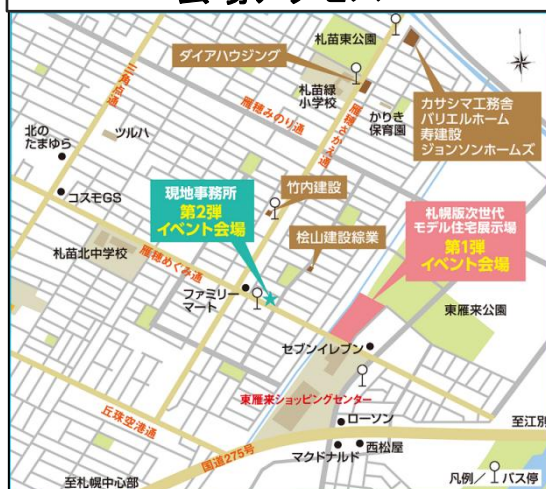 会場アクセス
札苗東公園
ダイアハウジング
札苗緑
小学校
かりき
保育園
カサシマ工務舎
バリエルホーム
寿建設
ジョンソンホームズ
三角点通
雁穂みのり通
雁穂さかえ通
北の
たまゆら
ツルハ
コスモGS
現地事務所
第2弾
イベント会場
竹内建設
桧山建設綜業
札幌版次世代
モデル住宅展示場
第1弾
イベント会場
札苗北中学校
雁穂めぐみ通
ファミリー
マート
東雁来公園
セブンイレブン
東雁来ショッピングセンター
丘珠空港通
ローソン
至江別
国道275号
マクドナルド
西松屋
至札幌中心部
凡例／バス停